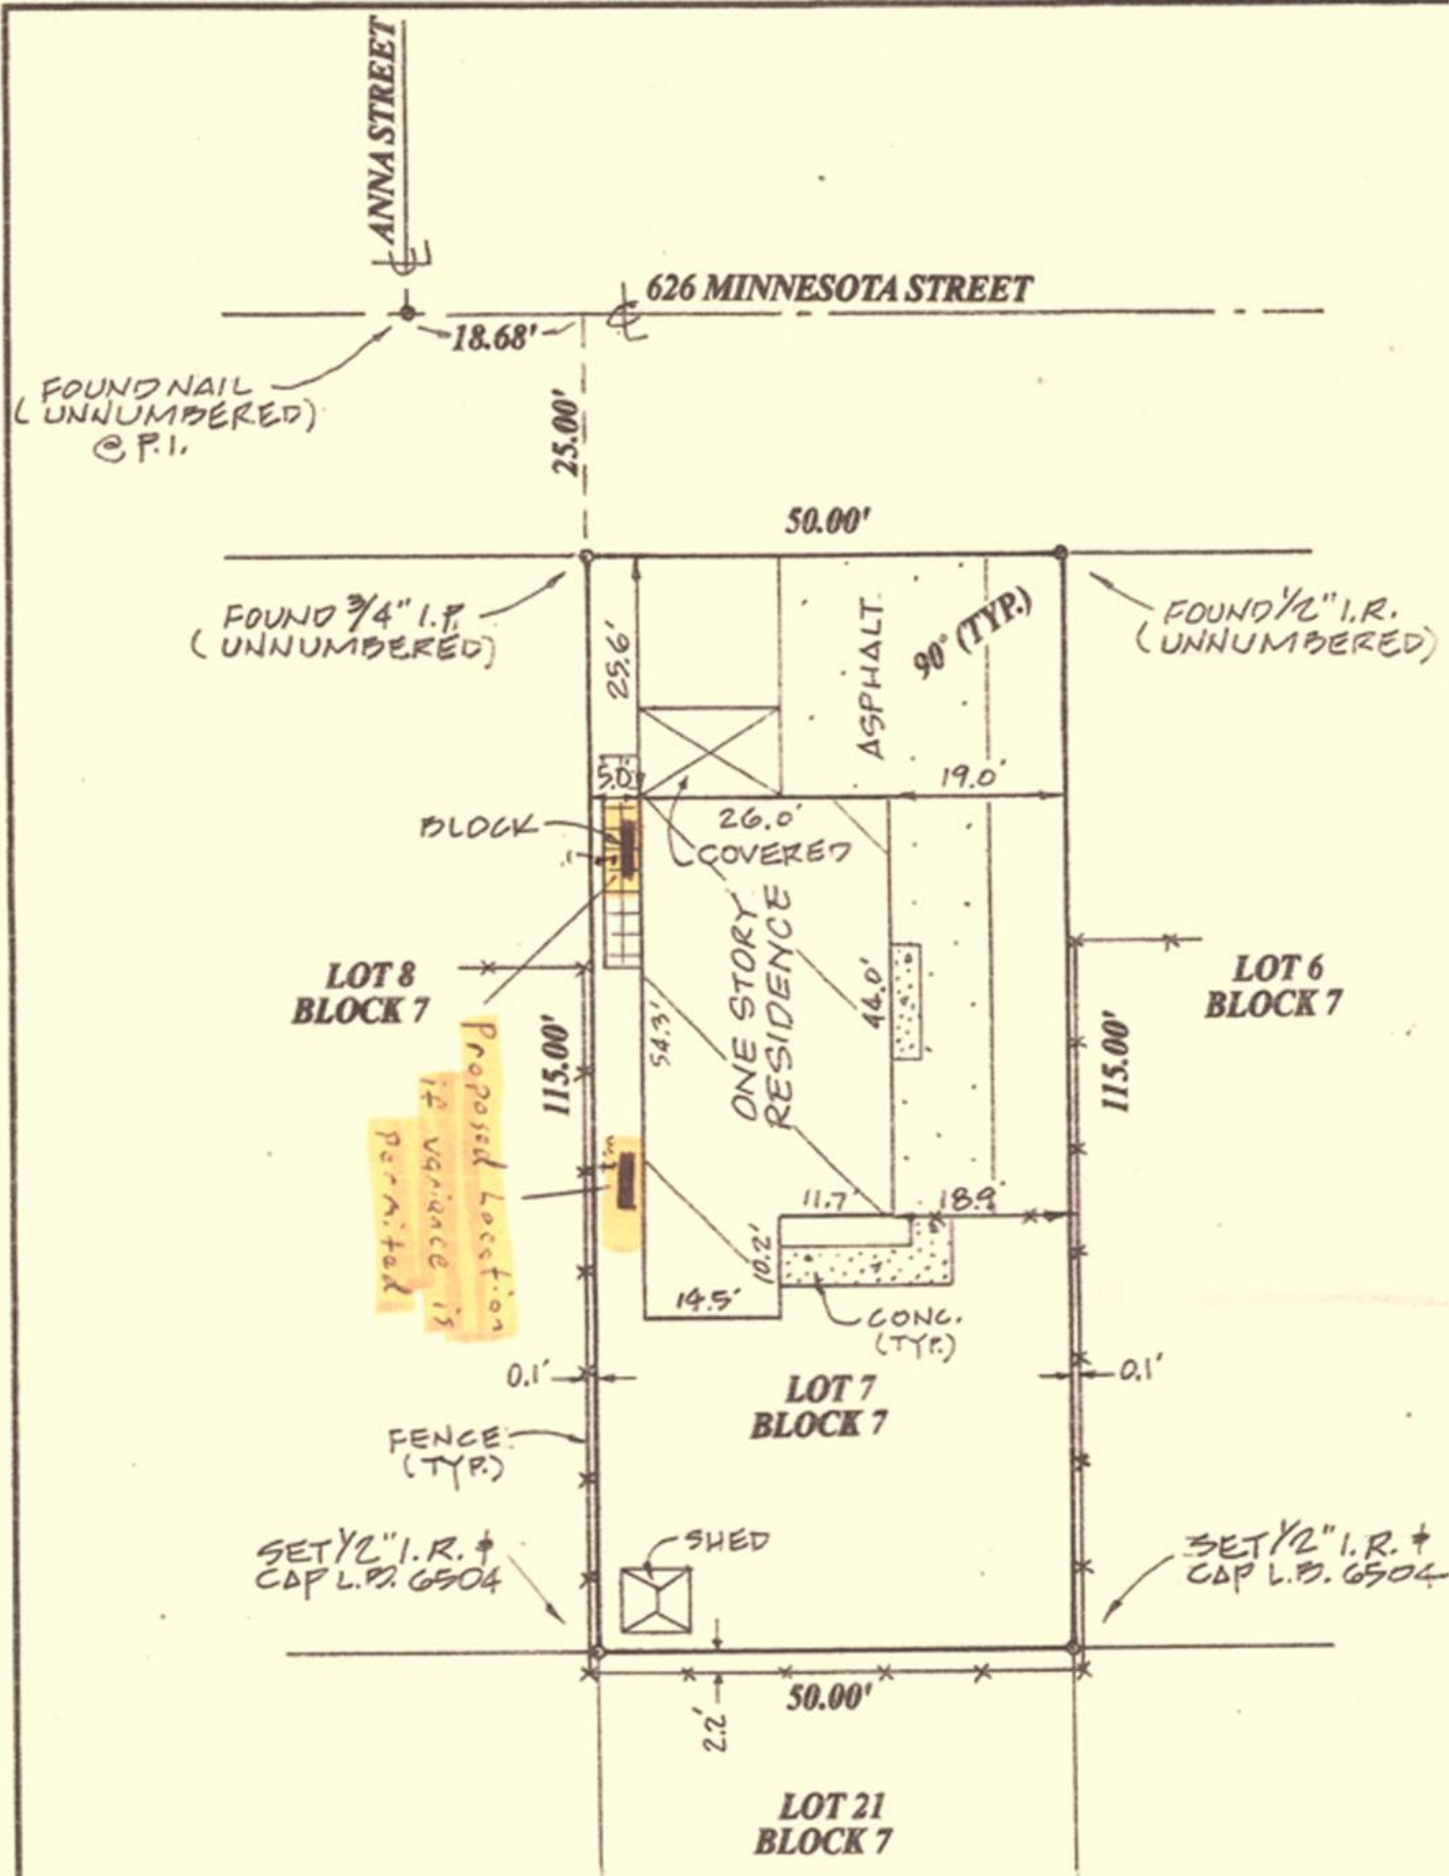 ANNA STREET
626 MINNESOTA STREET
18.68'
FOUND NAIL
(UNNUMBERED)
@ P.I.
25.00'
50.00'
FOUND 3/4" I.P.
(UNNUMBERED)
FOUND 1/2" I.R.
(UNNUMBERED)
25.6'
ASPHALT
90° (TYP.)
5.0'
19.0'
BLOCK
26.0'
COVERED
ONE STORY
RESIDENCE
44.0'
54.3'
LOT 8
BLOCK 7
LOT 6
BLOCK 7
115.00'
115.00'
Proposed Location
if variance is
Permitted
11.7'
18.9'
10.2'
14.5'
CONC.
(TYP.)
0.1'
0.1'
LOT 7
BLOCK 7
FENCE
(TYP.)
SET 1/2" I.R. &
CAP L.B. 6504
SHED
SET 1/2" I.R. &
CAP L.B. 6504
50.00'
2.2'
LOT 21
BLOCK 7